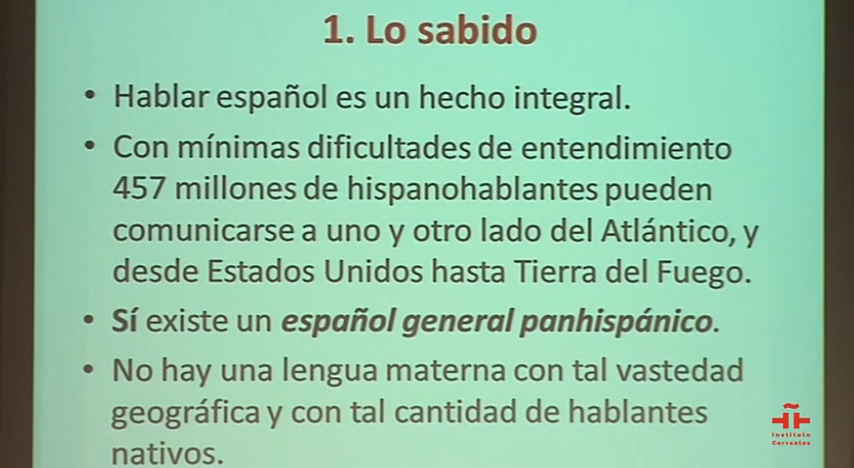 1. Lo sabido
• Hablar español es un hecho integral.
• Con mínimas dificultades de entendimiento
457 millones de hispanohablantes pueden
comunicarse a uno y otro lado del Atlántico, y
desde Estados Unidos hasta Tierra del Fuego.
• Sí existe un español general panhispánico.
• No hay una lengua materna con tal vastedad
geográfica y con tal cantidad de hablantes
nativos.
Instituto
Cervantes